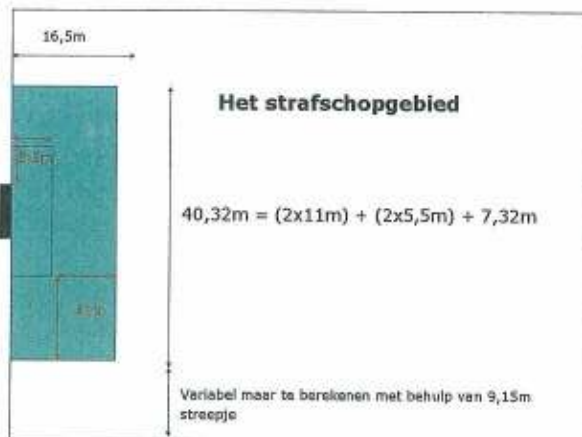 16,5m
Het strafschopgebied
40,32m = (2x11m) + (2x5,5m) + 7,32m
Variabel maar te berekenen met behulp van 9,15m
streepje